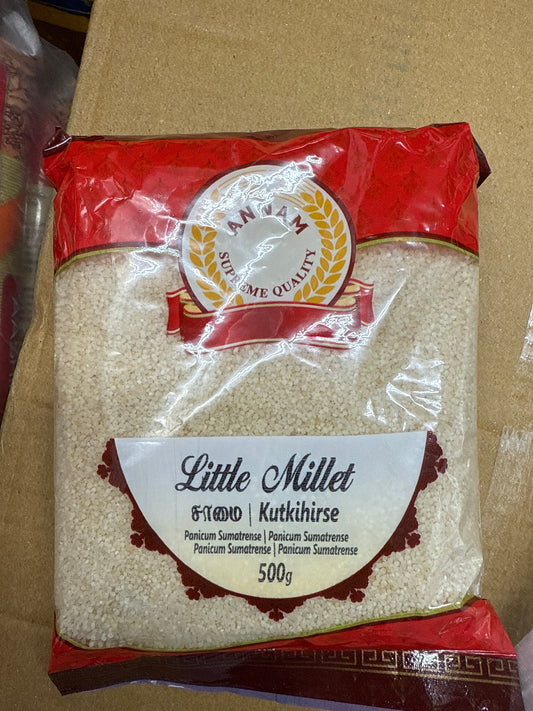 ANNAM
SUPREME QUALITY
Little Millet
சாமை | Kutkihirse
Panicum Sumatrense | Panicum Sumatrense
Panicum Sumatrense | Panicum Sumatrense
500g